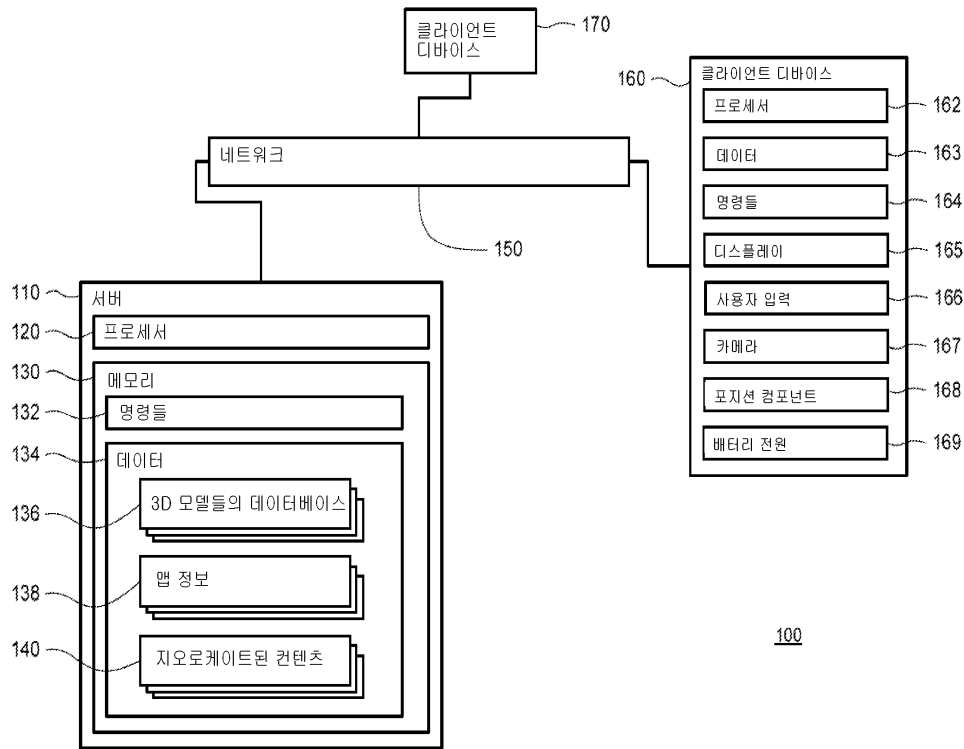 클라이언트
디바이스
170
160
클라이언트 디바이스
프로세서
162
데이터
163
명령들
164
디스플레이
165
사용자 입력
166
카메라
167
포지션 컴포넌트
168
배터리 전원
169
네트워크
150
110
서버
120
프로세서
130
메모리
132
명령들
134
데이터
136
3D 모델들의 데이터베이스
138
맵 정보
140
지오로케이트된 컨텐츠
100